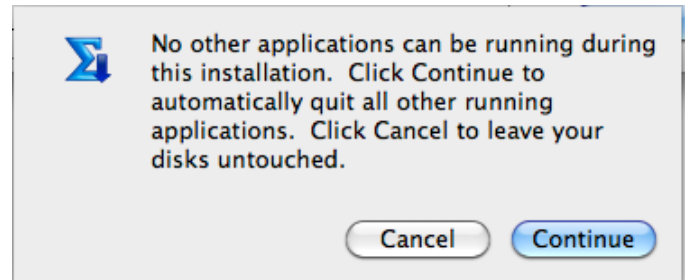 No other applications can be running during
this installation.  Click Continue to
automatically quit all other running
applications.  Click Cancel to leave your
disks untouched.
Cancel
Continue